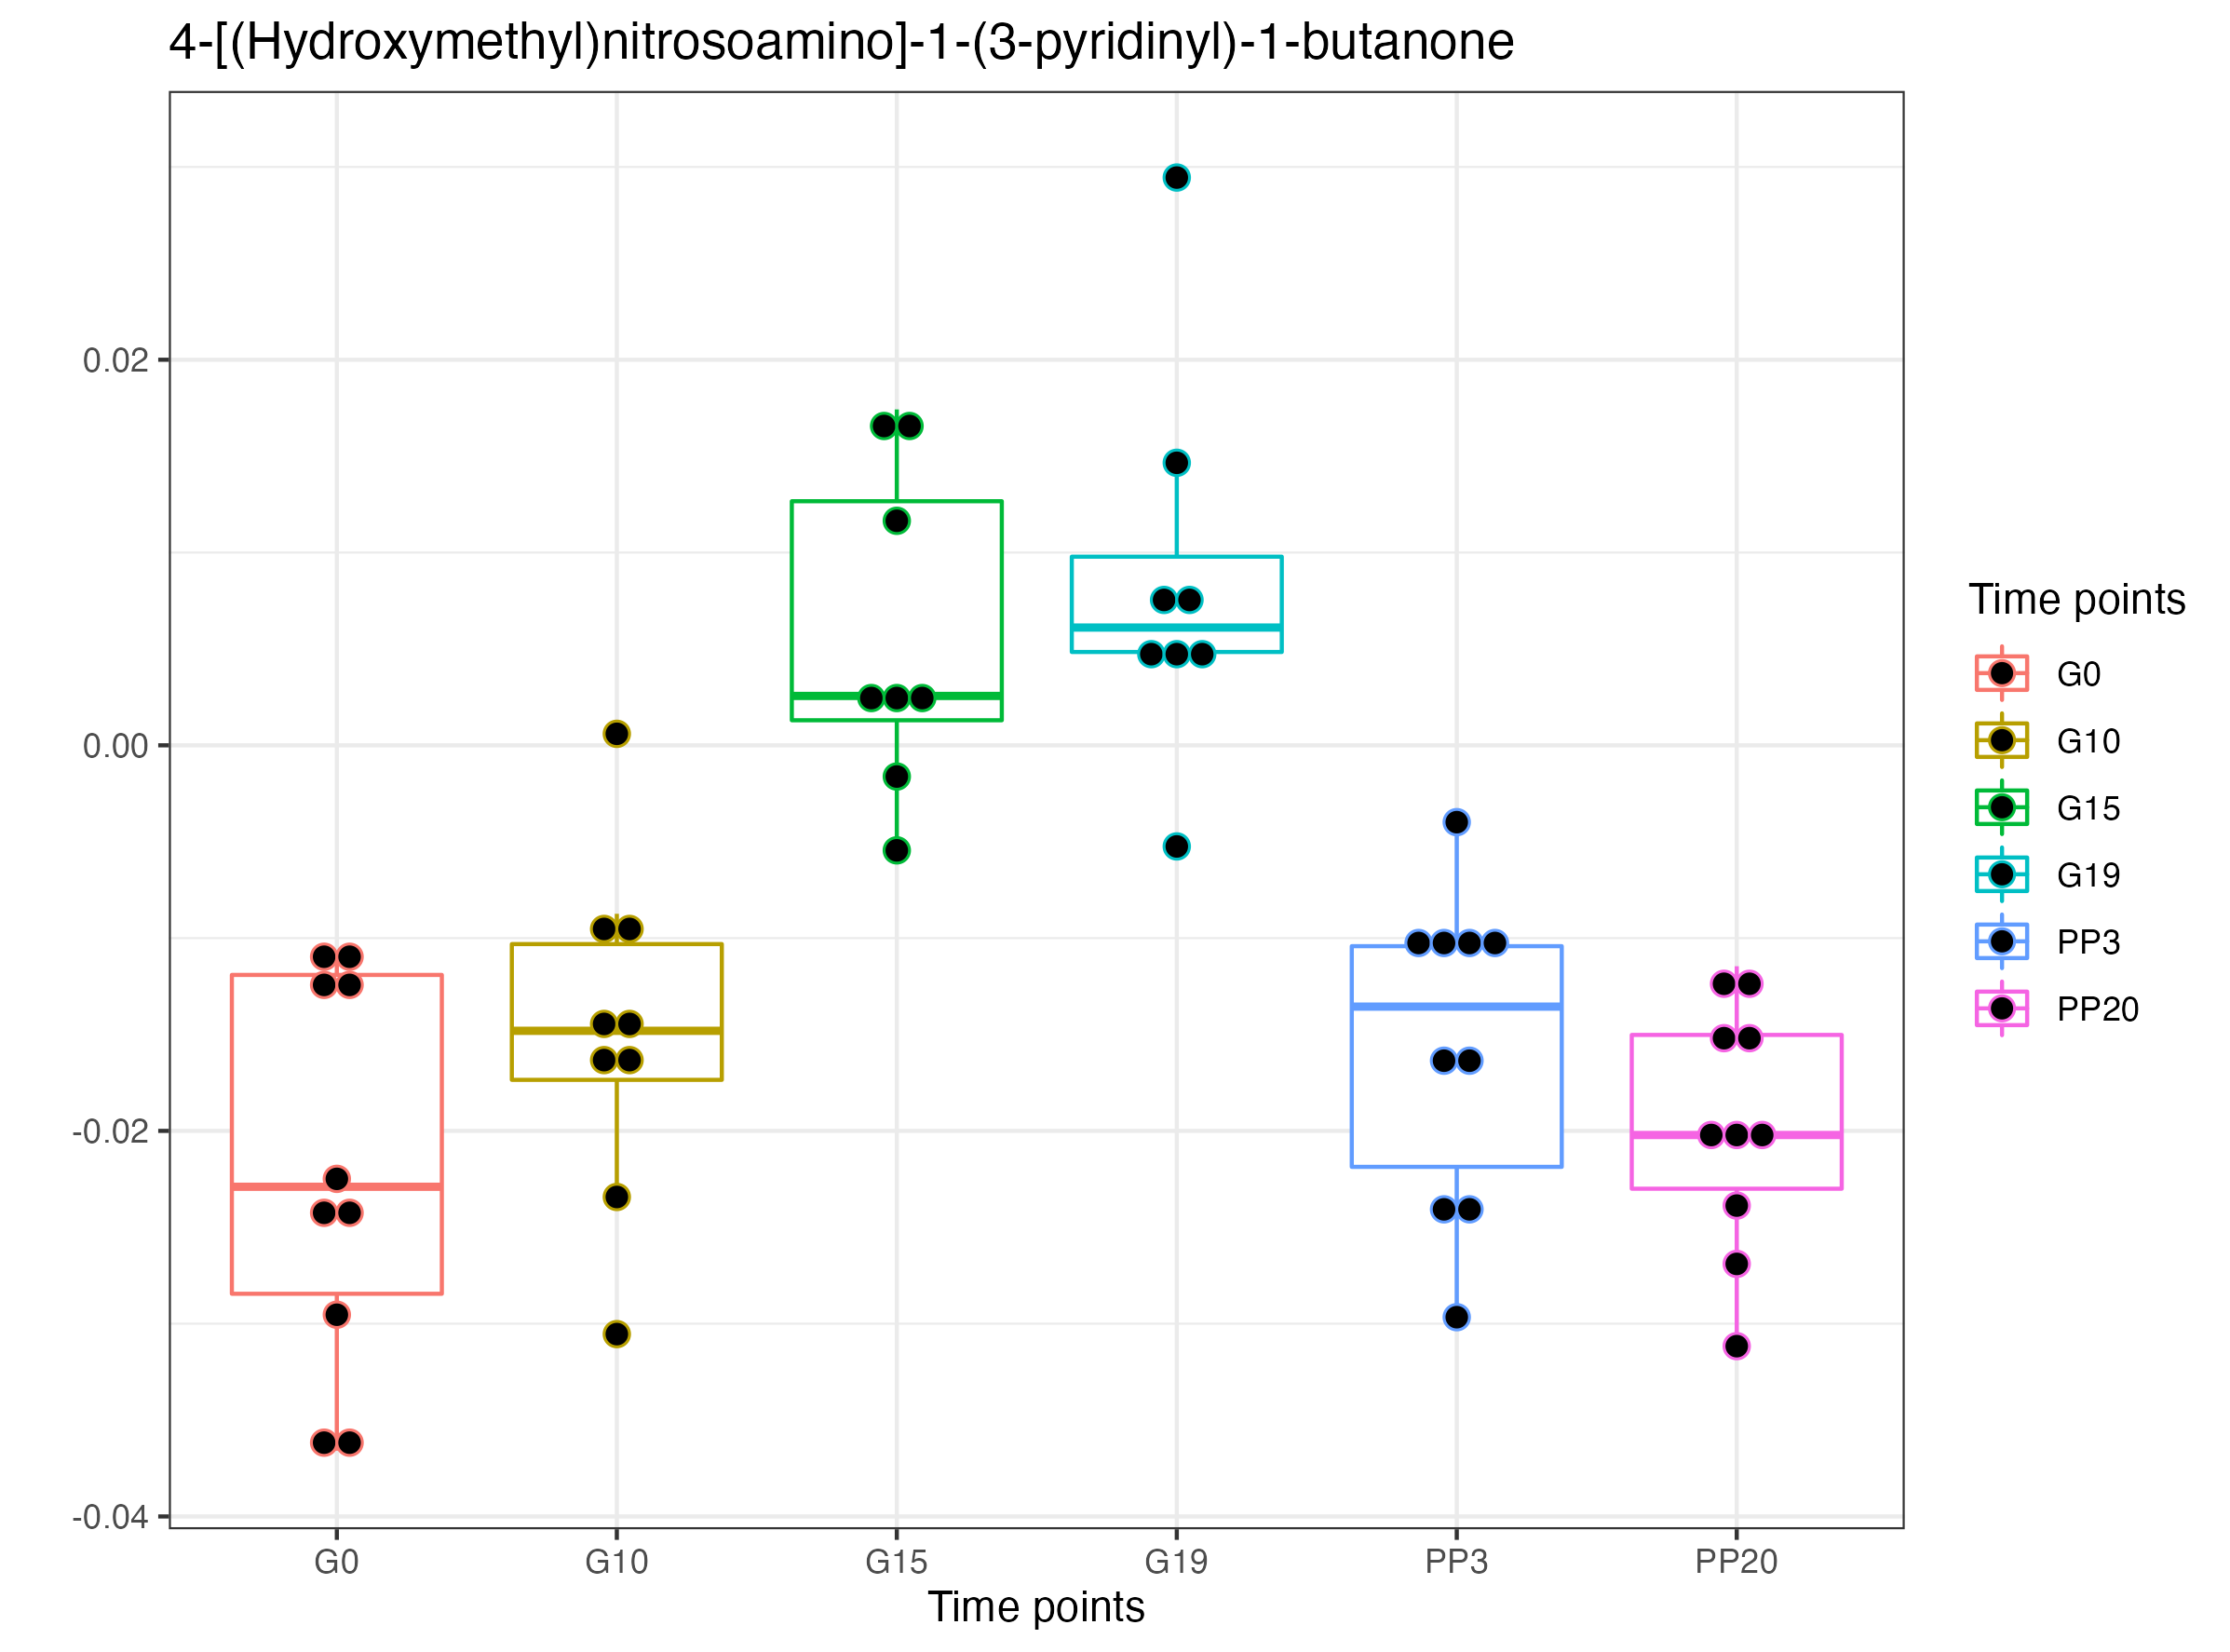 4-[(Hydroxymethyl)nitrosoamino]-1-(3-pyridinyl)-1-butanone
0.02
0.00
-0.02
-0.04
G0 G10 G15 G19 PP3 PP20
Time points
Time points
G0
G10
G15
G19
PP3
PP20